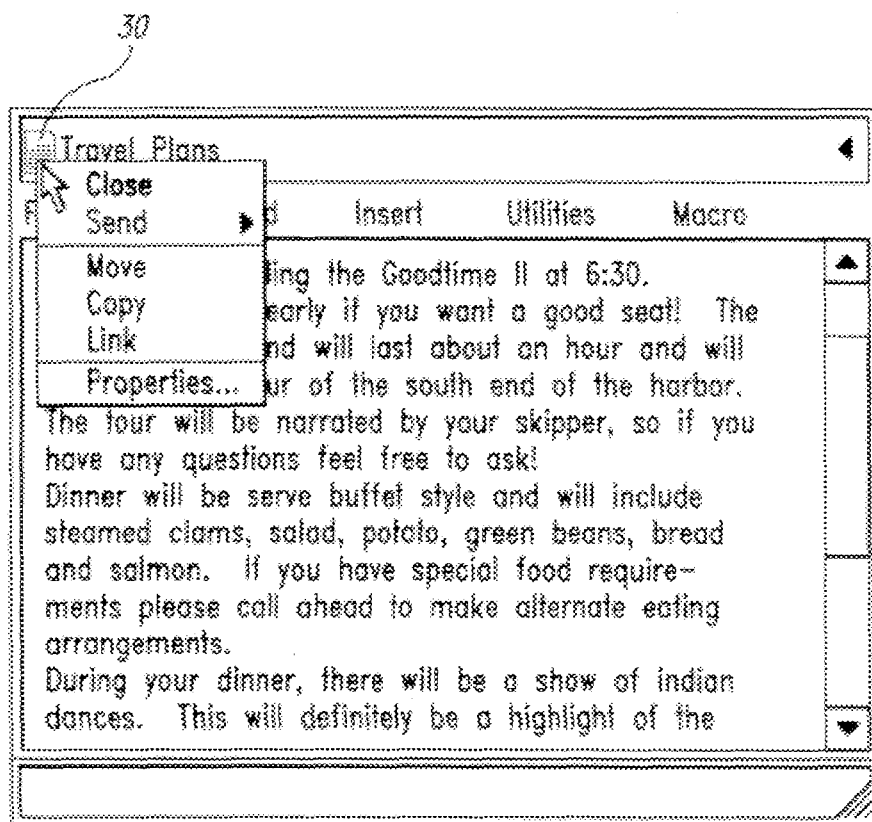 30
Travel Plans
Close
Send
Move
Copy
Link
Properties...
Insert Utilities Macro
the Goodtime II at 6:30.
early if you want a good seat! The
will last about an hour and will
of the south end of the harbor.
The tour will be narrated by your skipper, so if you
have any questions feel free to ask!
Dinner will be serve buffet style and will include
steamed clams, salad, potato, green beans, bread
and salmon. If you have special food require-
ments please call ahead to make alternate eating
arrangements.
During your dinner, there will be a show of indian
dances. This will definitely be a highlight of the